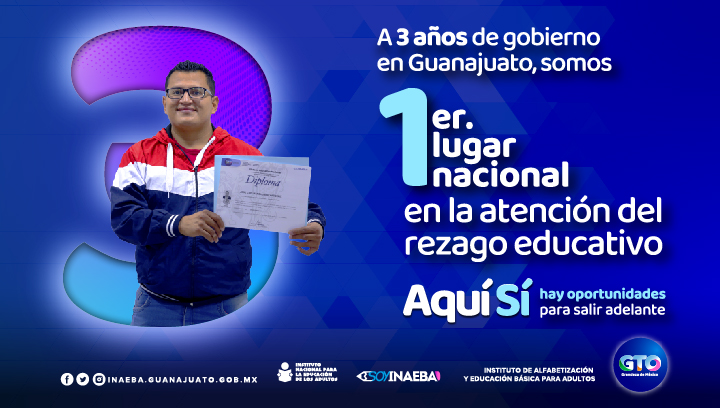 3
A 3 años de gobierno
en Guanajuato, somos
1er.
lugar
nacional
en la atención del
rezago educativo
Aquí Sí
hay oportunidades
para salir adelante
Diploma
INAEBA.GUANAJUATO.GOB.MX
INSTITUTO
NACIONAL PARA
LA EDUCACIÓN
DE LOS ADULTOS
SOYINAEBA
INSTITUTO DE ALFABETIZACIÓN
Y EDUCACIÓN BÁSICA PARA ADULTOS
GTO
Grandeza de México